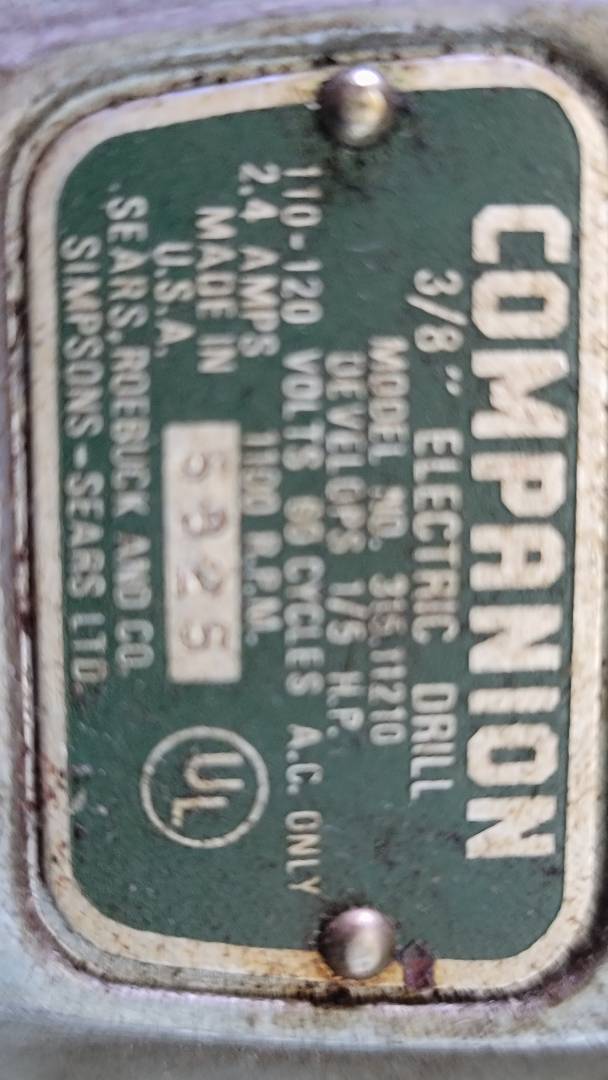 COMPANION
3/8" ELECTRIC DRILL
MODEL NO. 315.11210
DEVELOPS 1/5 H.P.
110-120 VOLTS 60 CYCLES A.C. ONLY
2.4 AMPS 1100 R.P.M.
MADE IN
U.S.A.
5825
UL
SEARS, ROEBUCK AND CO.
SIMPSONS-SEARS LTD.